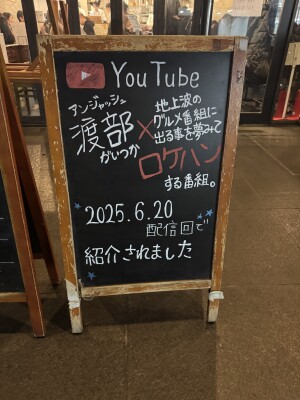 YouTube
アンジャッシュ
渡部がいつか
×
地上波の
グルメ番組に
出る事を夢みて
ロケハン
する番組。
2025.6.20
配信回で
紹介されました